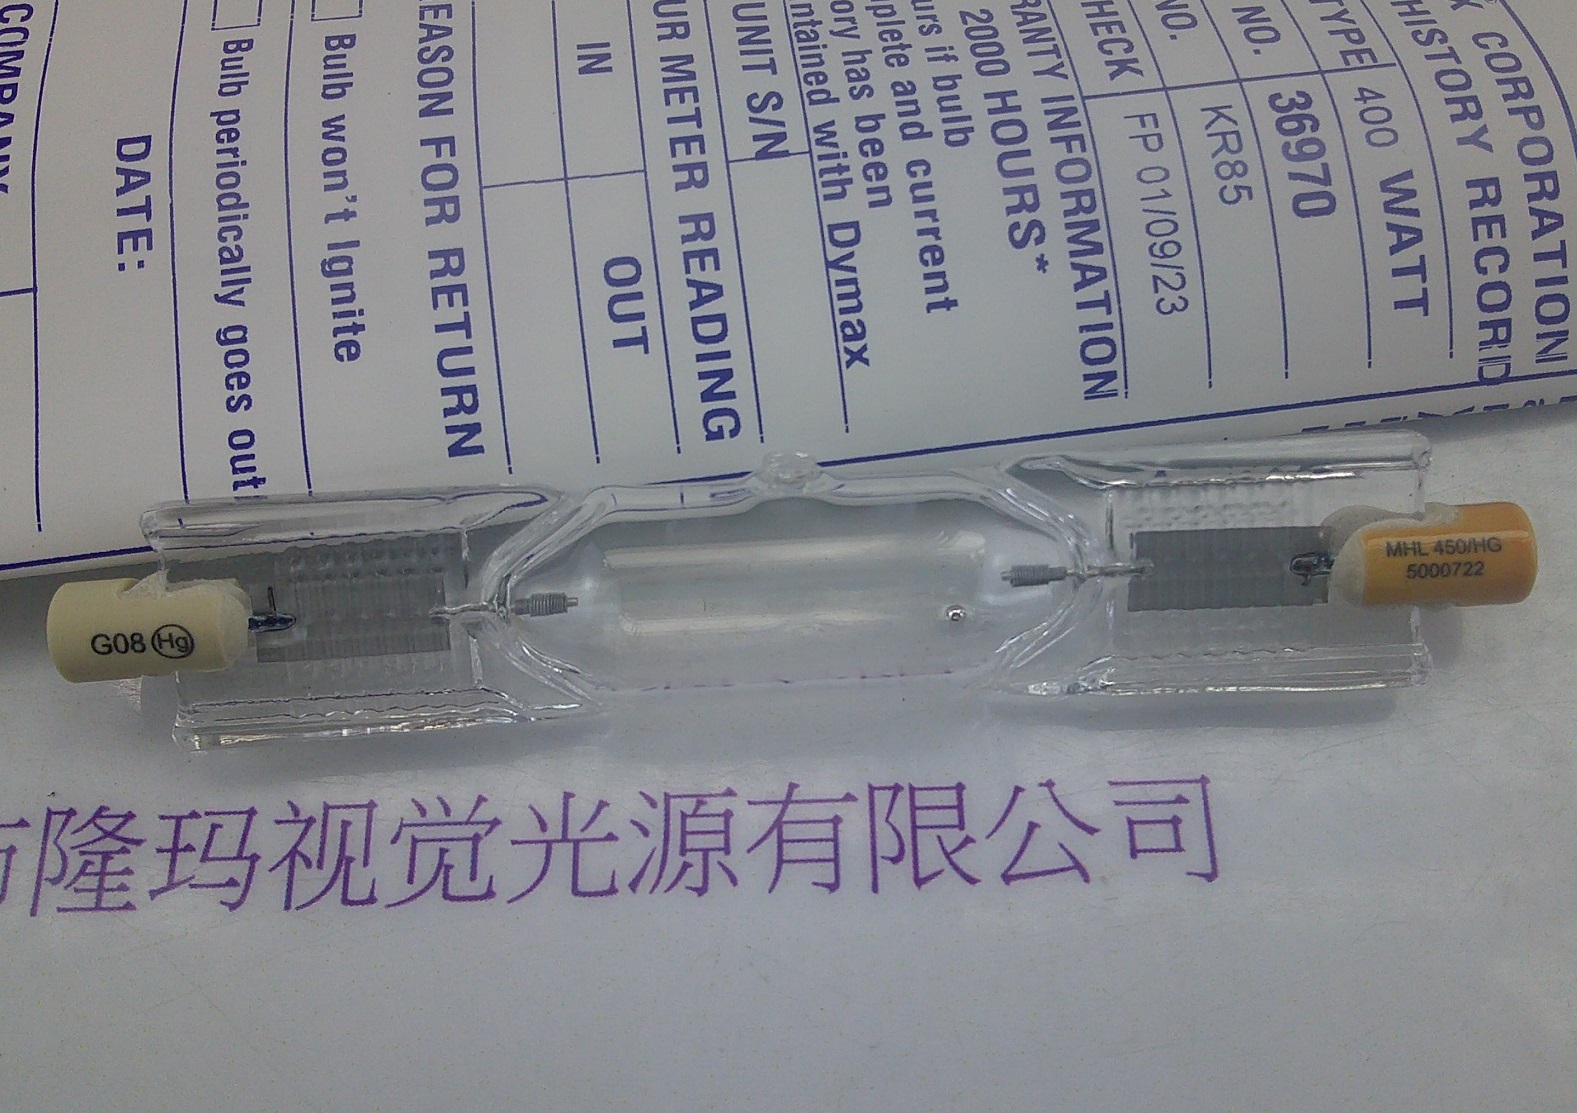 CORPORATION
HISTORY RECORD
TYPE 400 WATT
NO. 36970
NO. KR85
HECK FP 01/09/23
RANTY INFORMATION
2000 HOURS*
urs if bulb
plete and current
ory has been
ntained with Dymax
UNIT S/N
UR METER READING
IN OUT
EASON FOR RETURN
Bulb won't Ignite
Bulb periodically goes out
DATE:
COMPANY
G08 Hg
MHL 450/HG
5000722
隆玛视觉光源有限公司